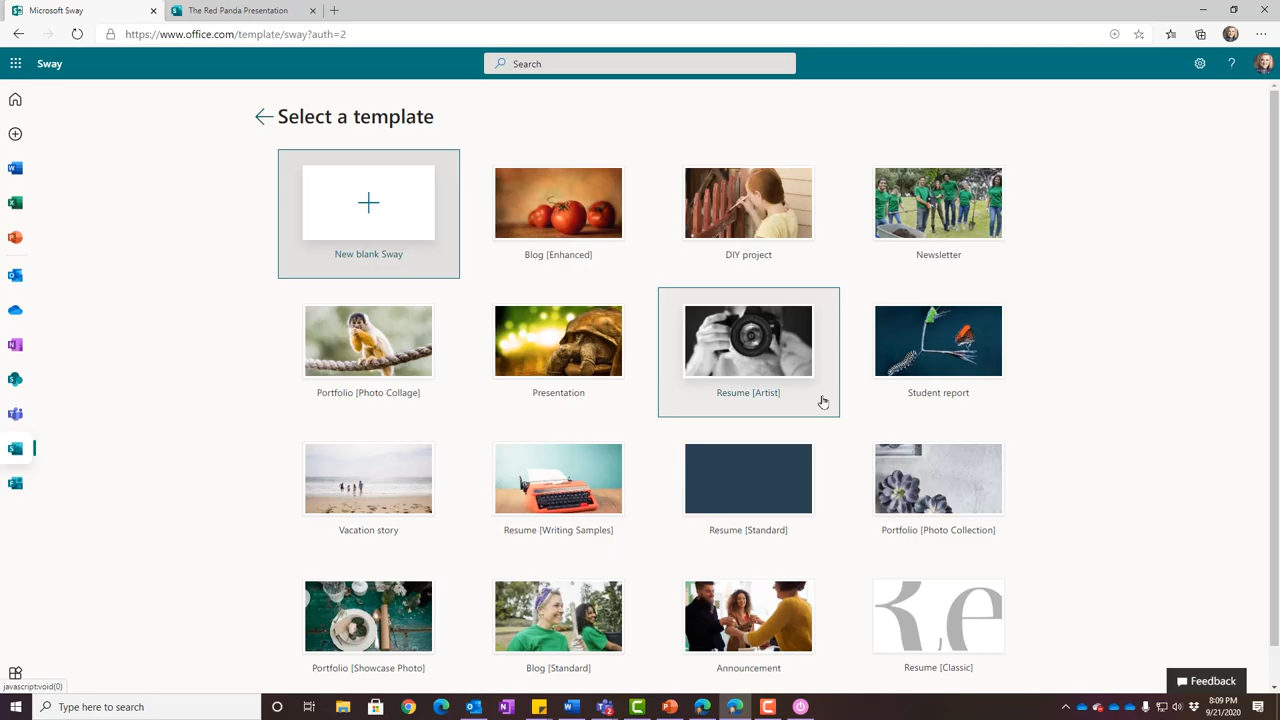 Microsoft Sway
The Red Panda Presentation
https://www.office.com/template/sway?auth=2
Sway
Search
Select a template
New blank Sway
Blog [Enhanced]
DIY project
Newsletter
Portfolio [Photo Collage]
Presentation
Resume [Artist]
Student report
Vacation story
Resume [Writing Samples]
Resume [Standard]
Portfolio [Photo Collection]
Re
Portfolio [Showcase Photo]
Blog [Standard]
Announcement
Resume [Classic]
Feedback
javascript:void(0)
Type here to search
8:09 PM
9/21/2020